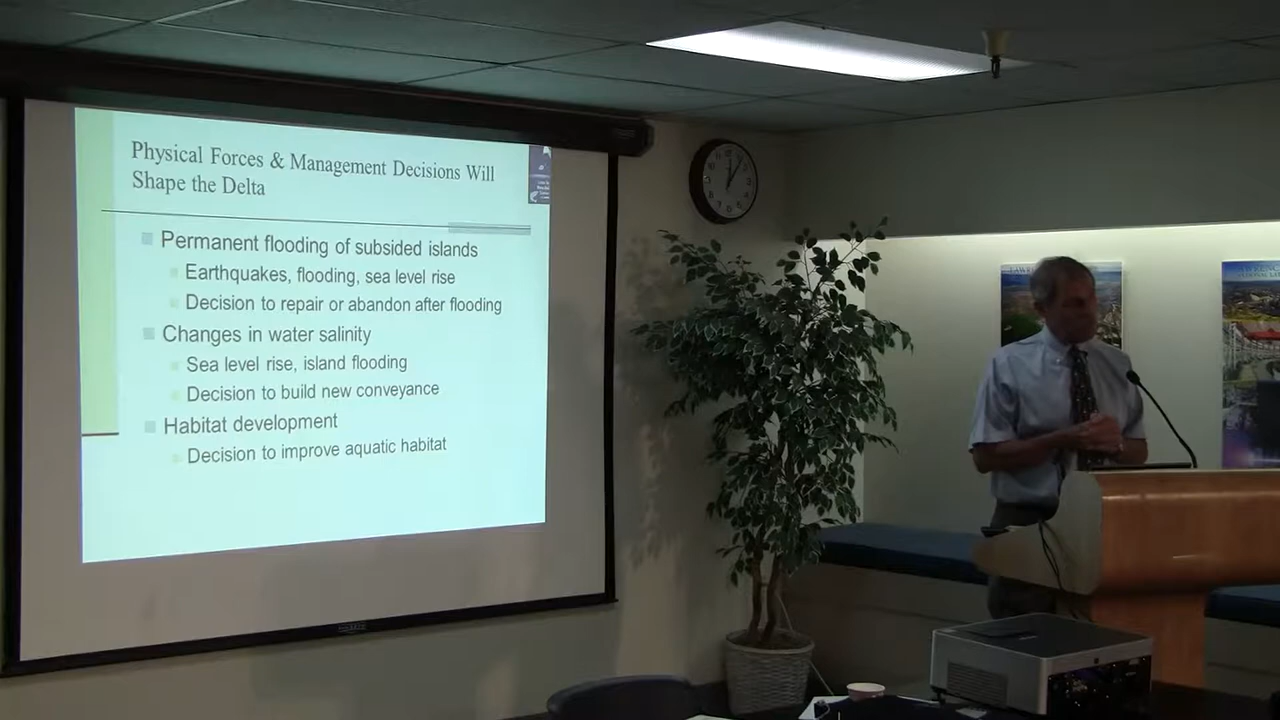 Physical Forces & Management Decisions Will
Shape the Delta
Permanent flooding of subsided islands
Earthquakes, flooding, sea level rise
Decision to repair or abandon after flooding
Changes in water salinity
Sea level rise, island flooding
Decision to build new conveyance
Habitat development
Decision to improve aquatic habitat